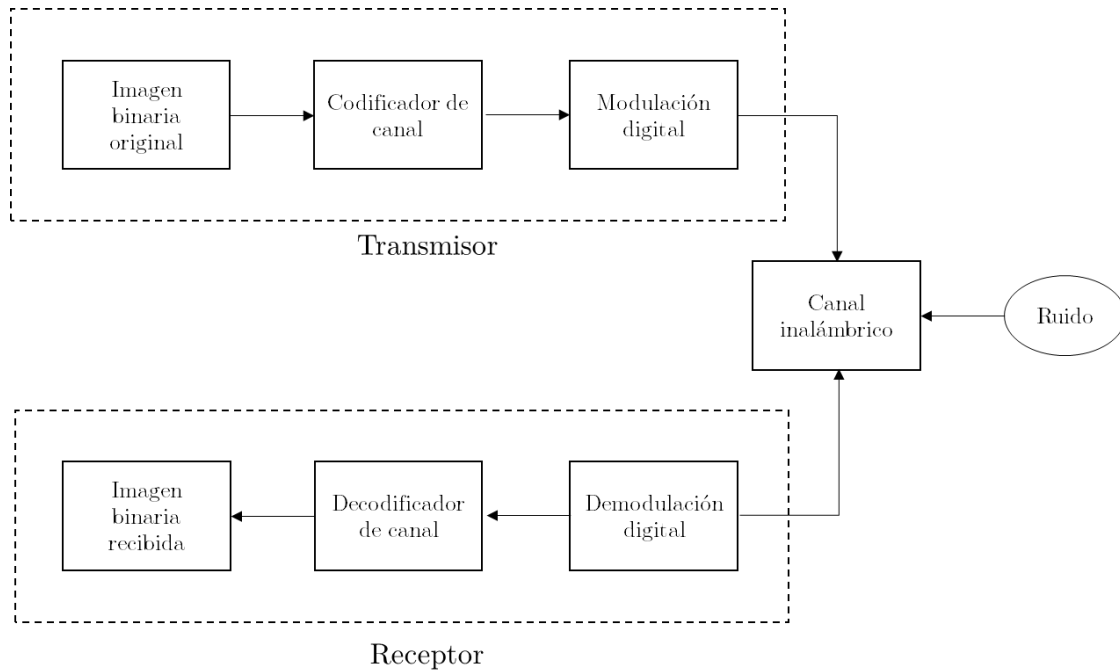 Imagen
binaria
original
Codificador de
canal
Modulación
digital
Transmisor
Canal
inalámbrico
Ruido
Imagen
binaria
recibida
Decodificador
de canal
Demodulación
digital
Receptor